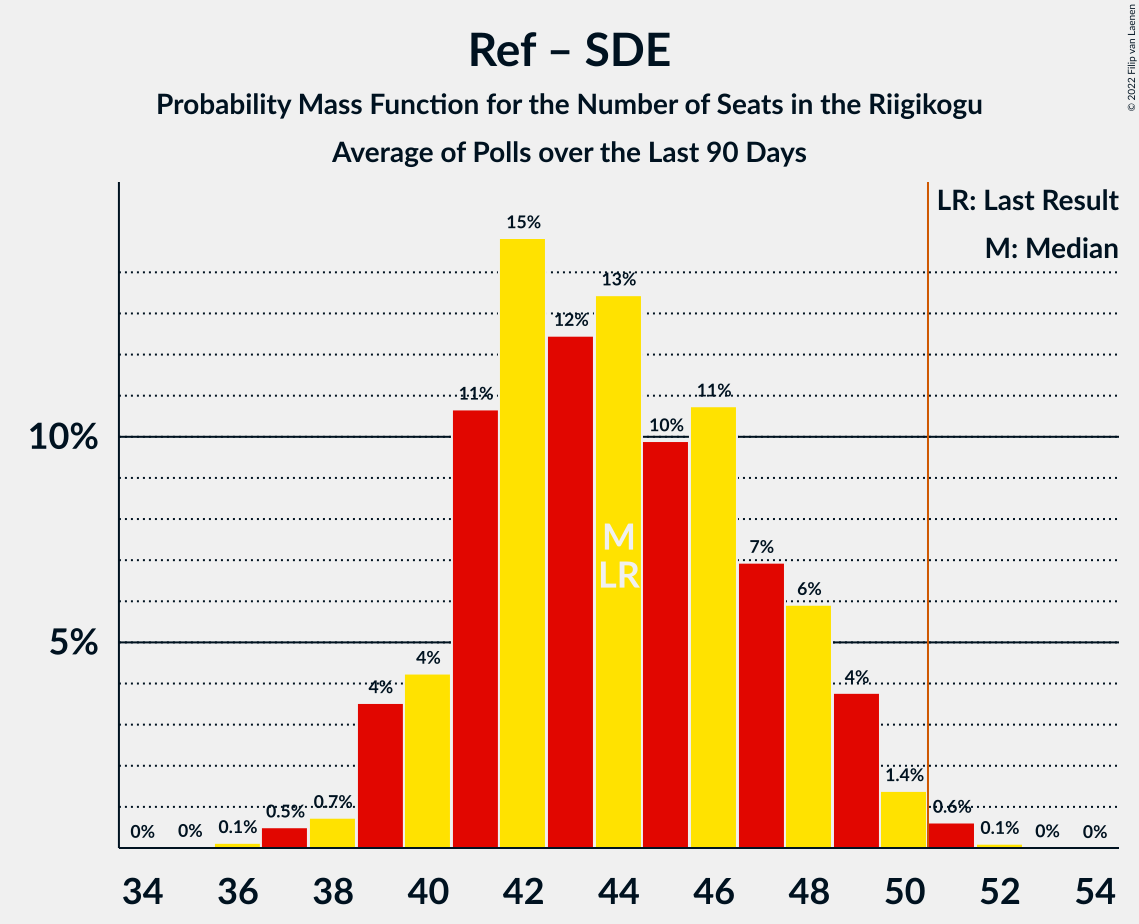 Ref – SDE
Probability Mass Function for the Number of Seats in the Riigikogu
Average of Polls over the Last 90 Days
© 2022 Filip van Laenen
LR: Last Result
M: Median
10%
5%
0%
0%
0.1%
0.5%
0.7%
4%
4%
11%
15%
12%
13%
10%
11%
7%
6%
4%
1.4%
0.6%
0.1%
0%
0%
M
LR
34 36 38 40 42 44 46 48 50 52 54